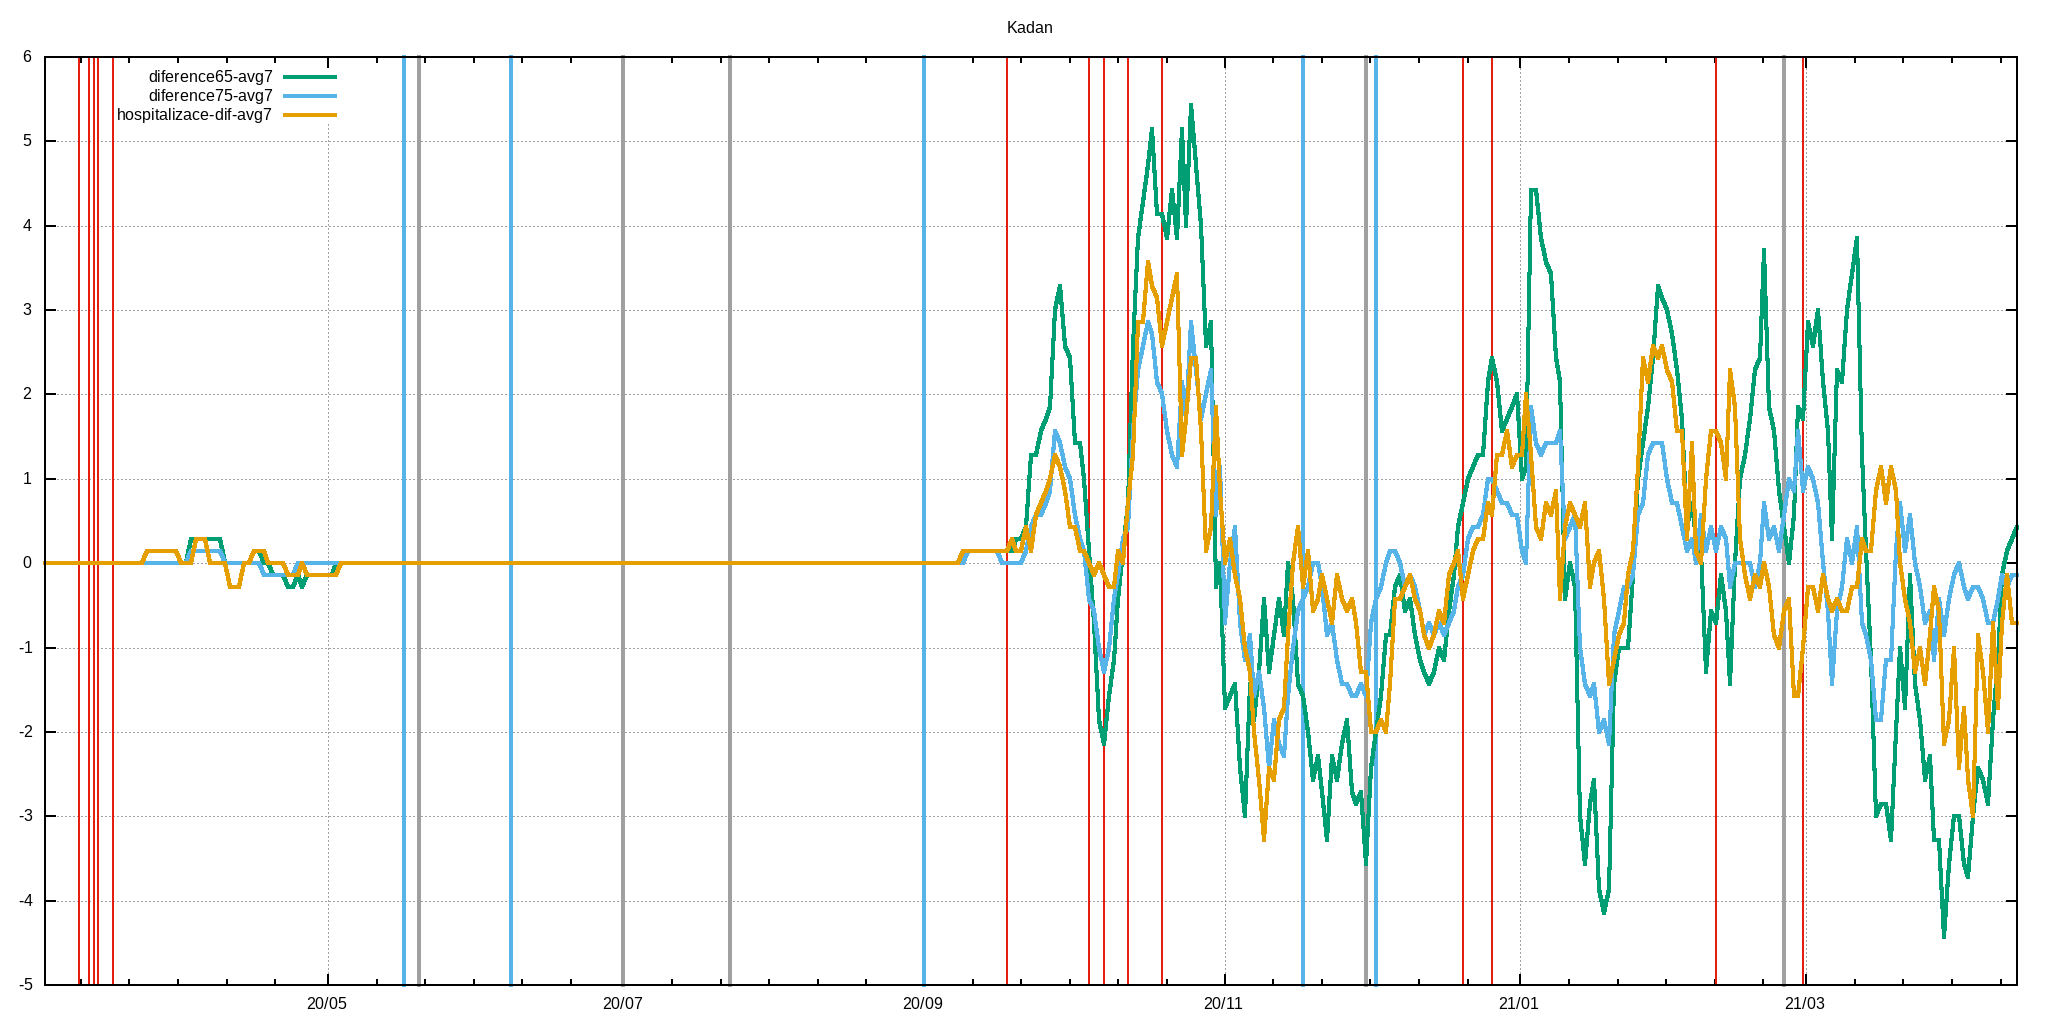 Kadan
diference65-avg7
diference75-avg7
hospitalizace-dif-avg7
6
5
4
3
2
1
0
-1
-2
-3
-4
-5
20/05 20/07 20/09 20/11 21/01 21/03